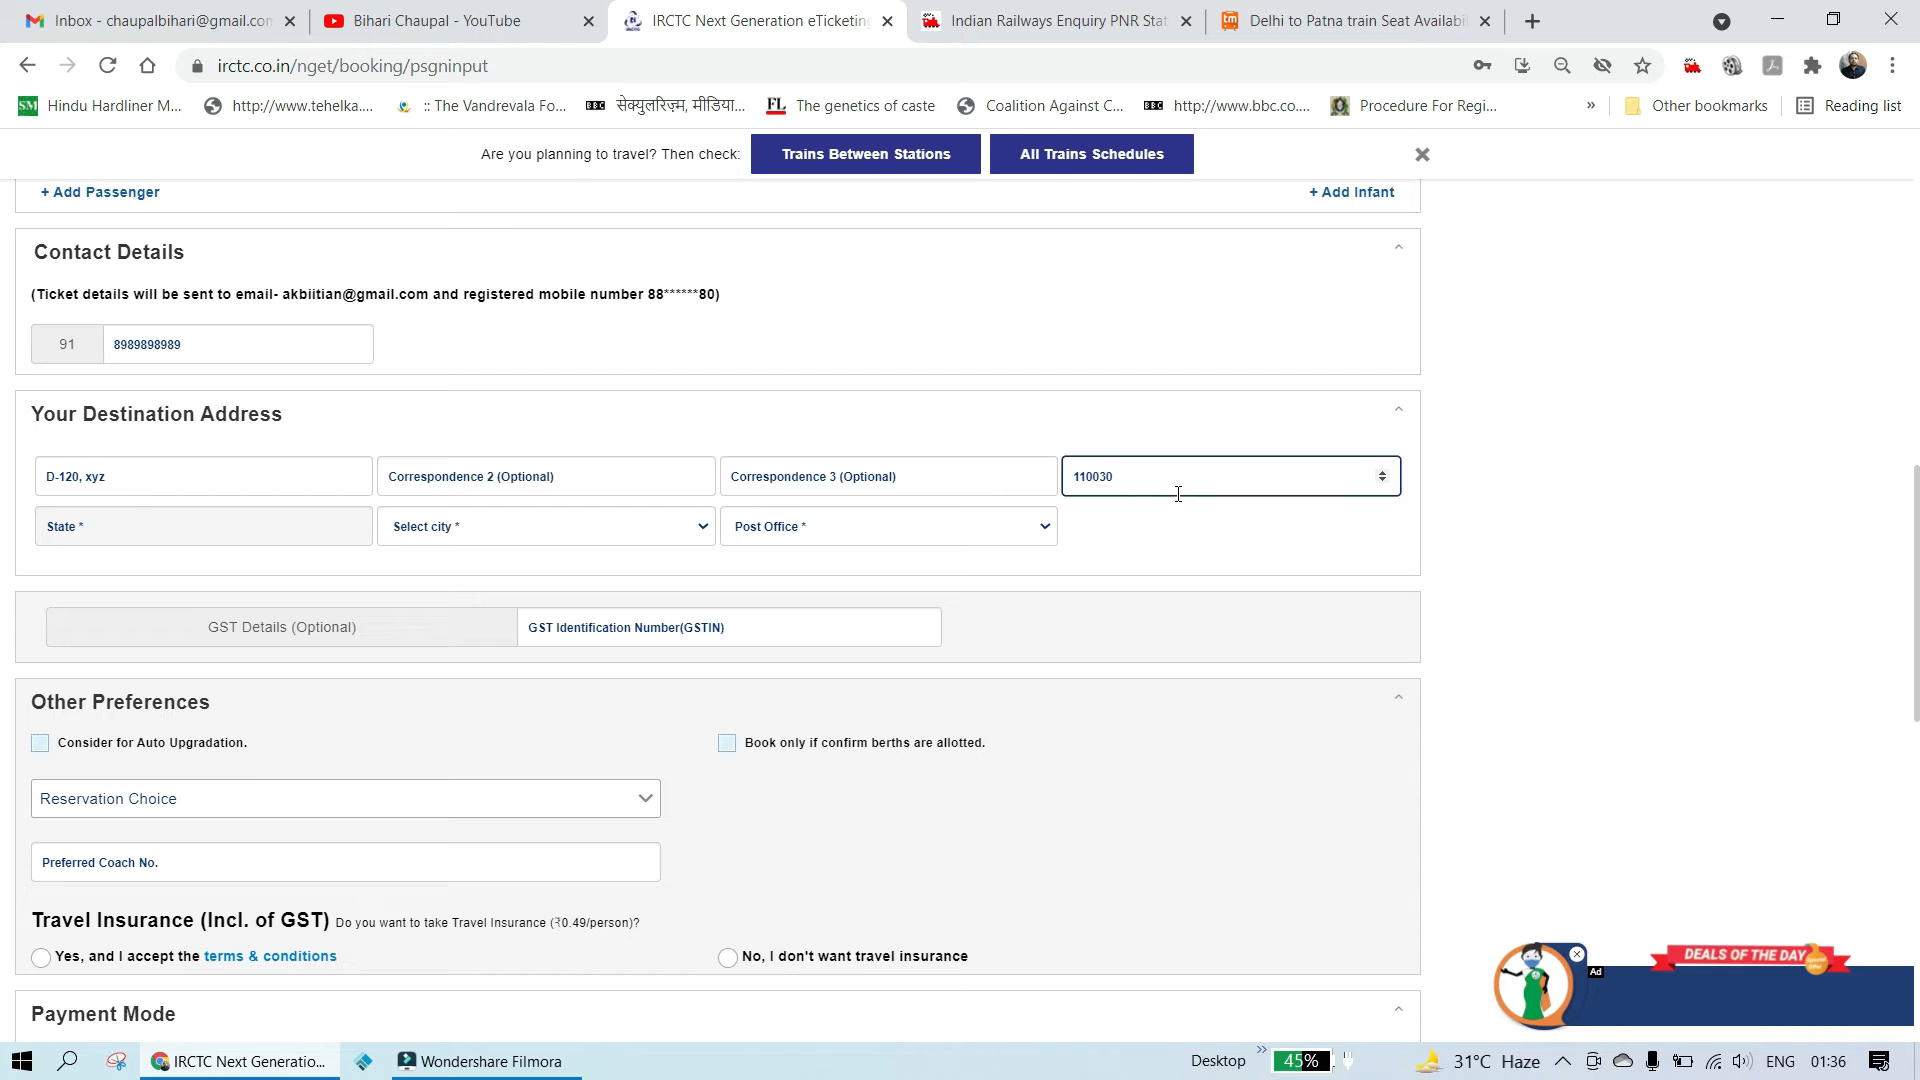 Inbox - chaupalbihari@gmail.con
Bihari Chaupal - YouTube
IRCTC Next Generation eTicketing
Indian Railways Enquiry PNR Stat
Delhi to Patna train Seat Availabil
irctc.co.in/nget/booking/psgninput
SM Hindu Hardliner M...
http://www.tehelka....
:: The Vandrevala Fo...
BBC सेक्युलरिज़्म, मीडिया...
FL The genetics of caste
Coalition Against C...
BBC http://www.bbc.co....
Procedure For Regi...
»
Other bookmarks
Reading list
Are you planning to travel? Then check:
Trains Between Stations
All Trains Schedules
+ Add Passenger
+ Add Infant
Contact Details
(Ticket details will be sent to email- akbiitian@gmail.com and registered mobile number 88******80)
91
8989898989
Your Destination Address
D-120, xyz
Correspondence 2 (Optional)
Correspondence 3 (Optional)
110030
State *
Select city *
Post Office *
GST Details (Optional)
GST Identification Number(GSTIN)
Other Preferences
Consider for Auto Upgradation.
Book only if confirm berths are allotted.
Reservation Choice
Preferred Coach No.
Travel Insurance (Incl. of GST) Do you want to take Travel Insurance (₹0.49/person)?
Yes, and I accept the terms & conditions
No, I don't want travel insurance
DEALS OF THE DAY
Special Offer
Ad
Payment Mode
IRCTC Next Generatio...
Wondershare Filmora
Desktop
»
45%
31°C Haze
ENG
01:36